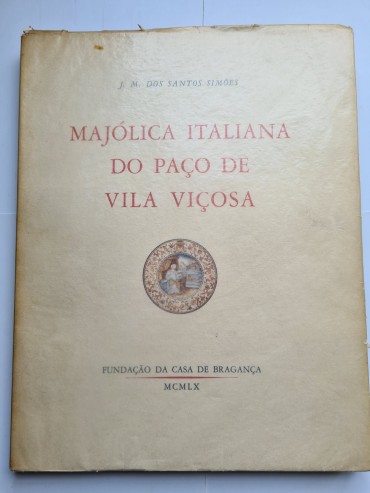 J. M. DOS SANTOS SIMÕES
MAJÓLICA ITALIANA
DO PAÇO DE
VILA VIÇOSA
FUNDAÇÃO DA CASA DE BRAGANÇA
MCMLX